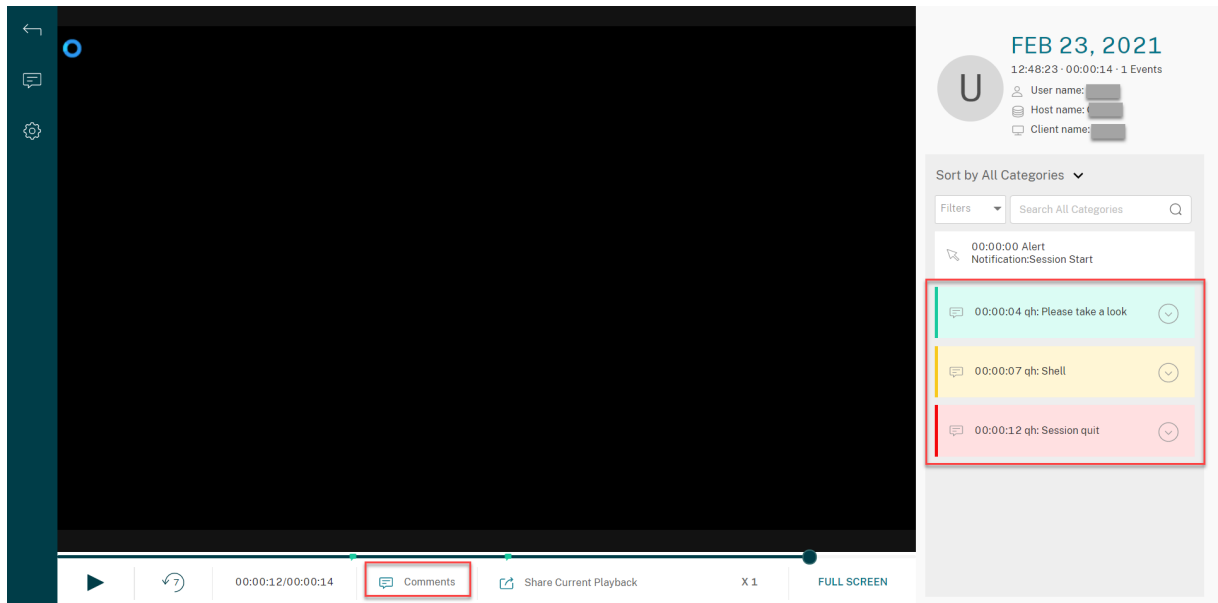 FEB 23, 2021
12:48:23 · 00:00:14 · 1 Events
U
User name:
Host name:
Client name:
Sort by All Categories
Filters
Search All Categories
00:00:00 Alert
Notification:Session Start
00:00:04 qh: Please take a look
00:00:07 qh: Shell
00:00:12 qh: Session quit
7
00:00:12/00:00:14
Comments
Share Current Playback
X 1
FULL SCREEN